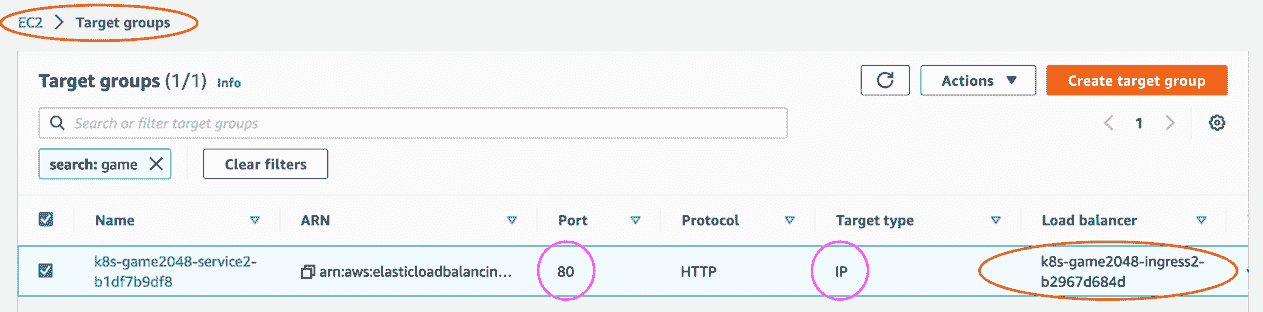 EC2 > Target groups
Target groups (1/1) Info
Actions
Create target group
Search or filter target groups
1
search: game
Clear filters
Name
ARN
Port
Protocol
Target type
Load balancer
k8s-game2048-service2-
b1df7b9df8
arn:aws:elasticloadbalancin...
80
HTTP
IP
k8s-game2048-ingress2-
b2967d684d